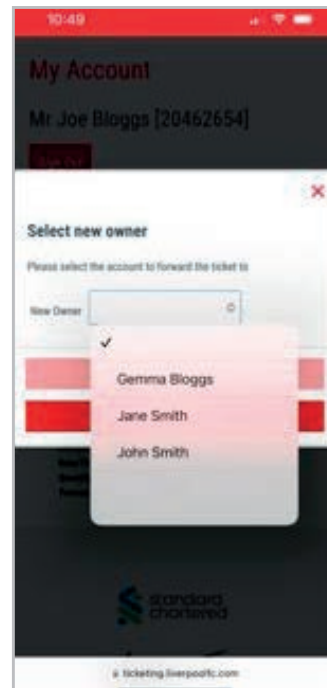 10:49
My Account
Mr Joe Bloggs [20462654]
Select new owner
Please select the account to forward the ticket to
New Owner
Gemma Bloggs
Jane Smith
John Smith
standard
chartered
ticketing.liverpoolfc.com